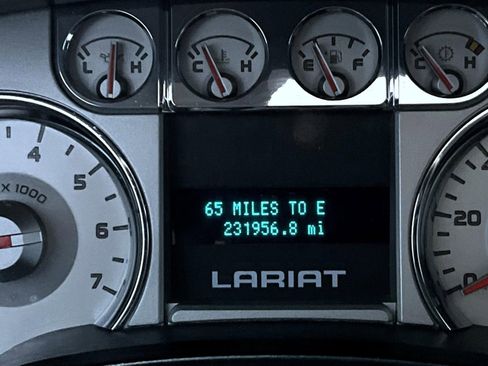 L H C H E F C H
65 MILES TO E
231956.8 mi
LARIAT
X 1000
4
5
6
7
20
0